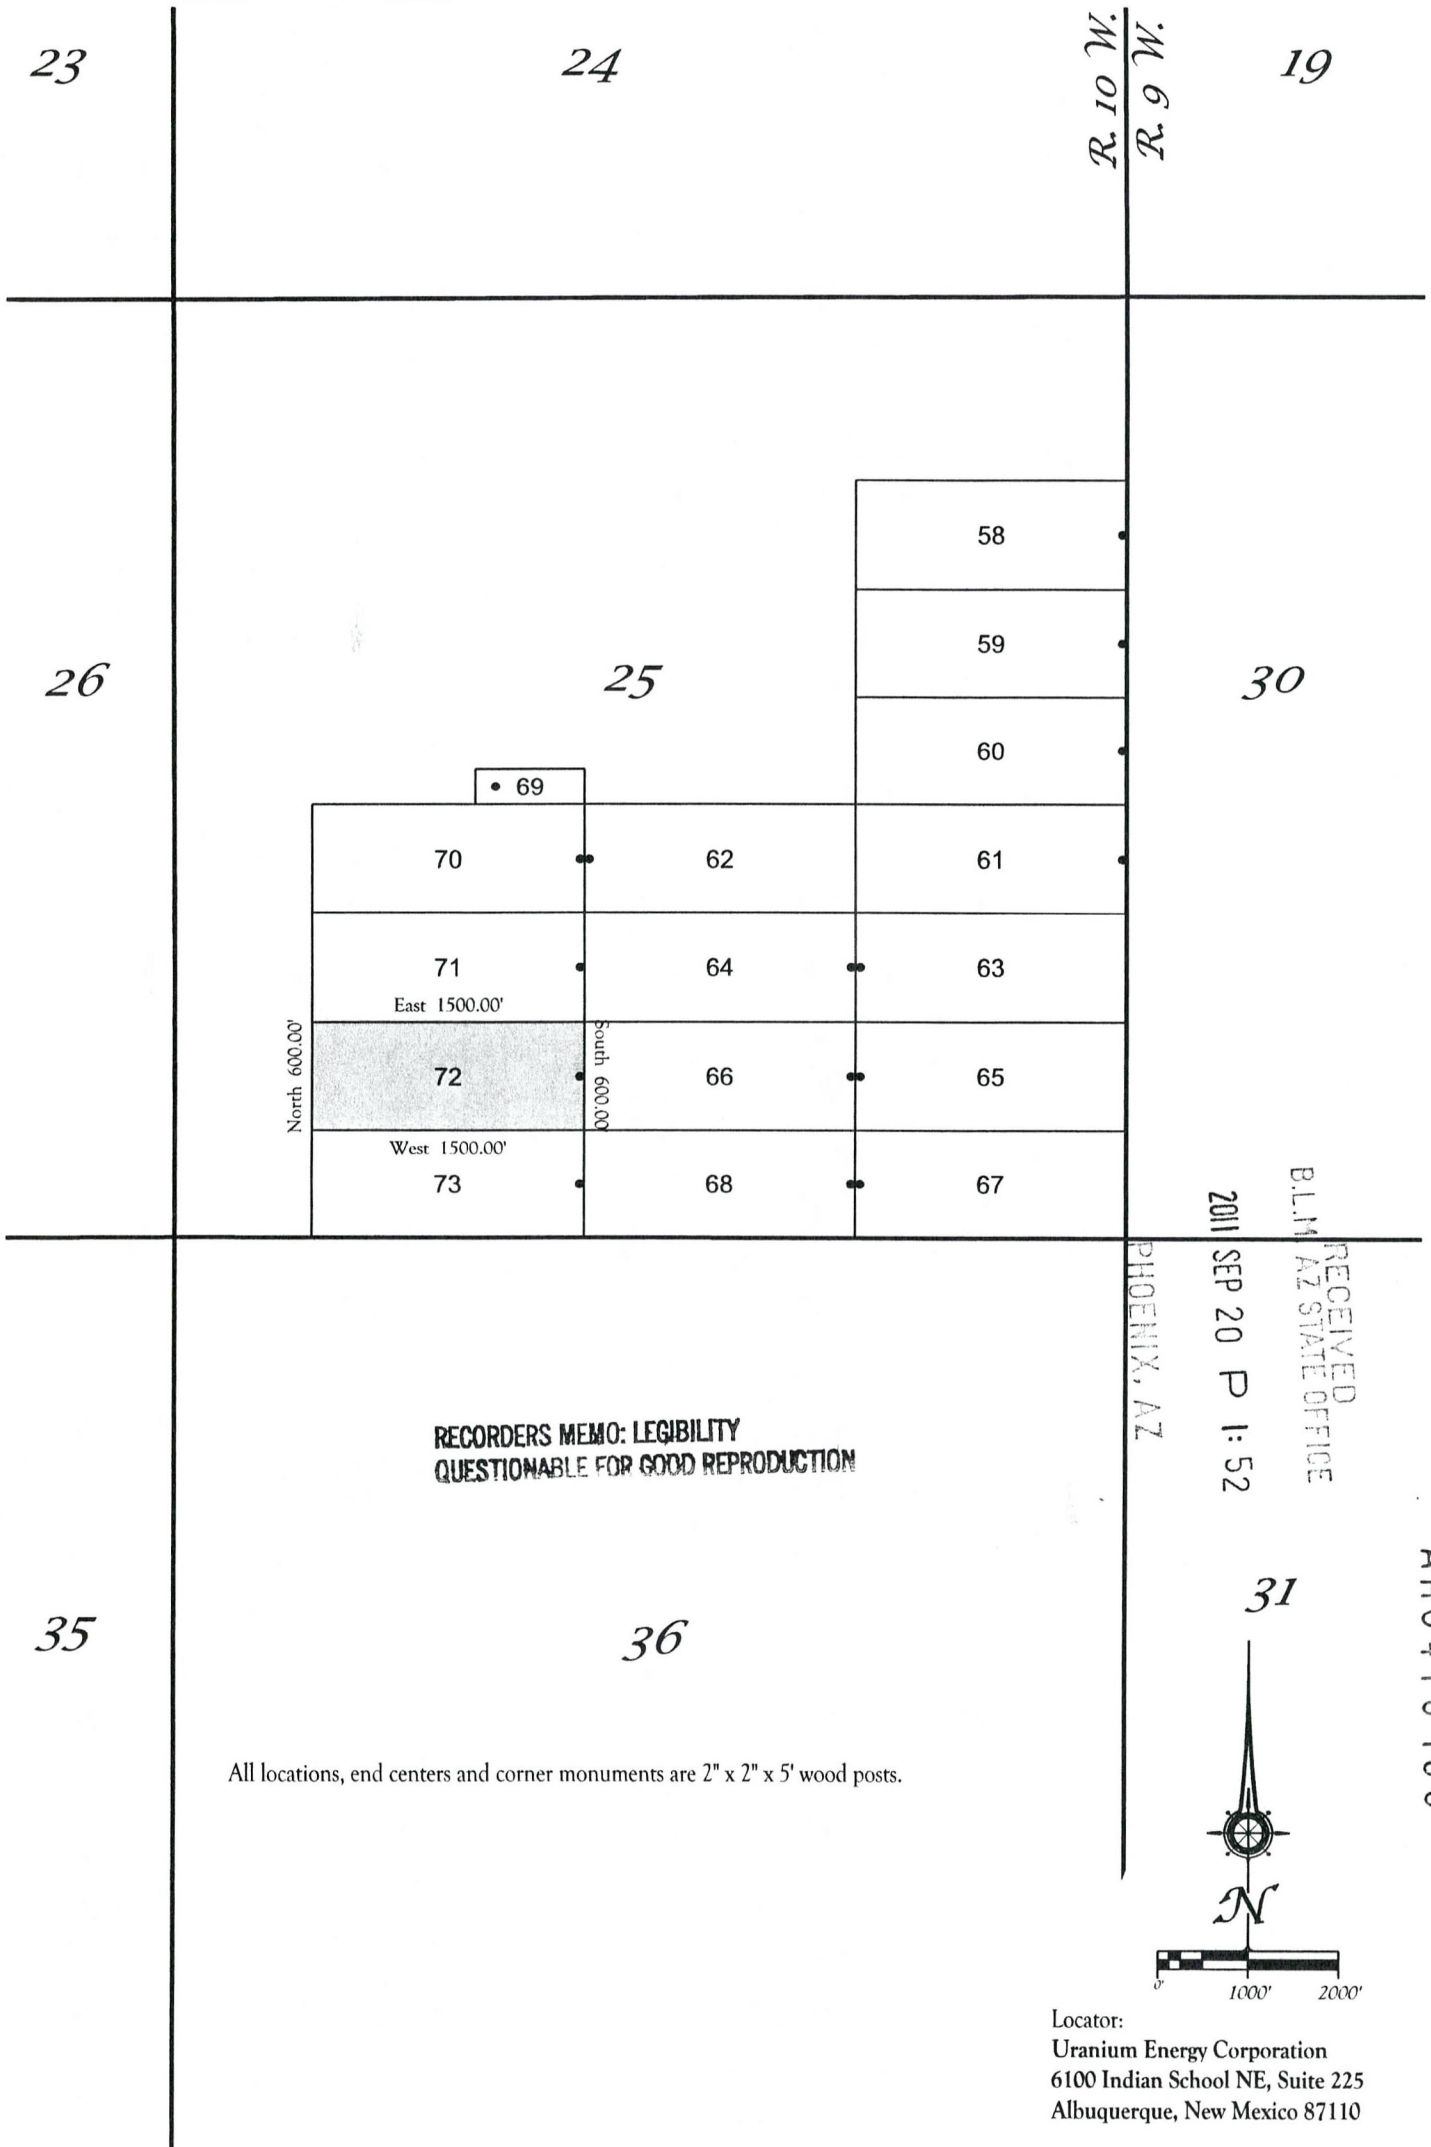 23
24
R. 10 W.
R. 9 W.
19
58
59
26
25
30
60
69
70
62
61
71
64
63
East 1500.00'
North 600.00'
South 600.00'
72
66
65
West 1500.00'
73
68
67
RECEIVED
B.L.M. AZ STATE OFFICE
2011 SEP 20 P 1:52
PHOENIX, AZ
RECORDERS MEMO: LEGIBILITY
QUESTIONABLE FOR GOOD REPRODUCTION
31
35
36
All locations, end centers and corner monuments are 2" x 2" x 5' wood posts.
N
0' 1000' 2000'
Locator:
Uranium Energy Corporation
6100 Indian School NE, Suite 225
Albuquerque, New Mexico 87110